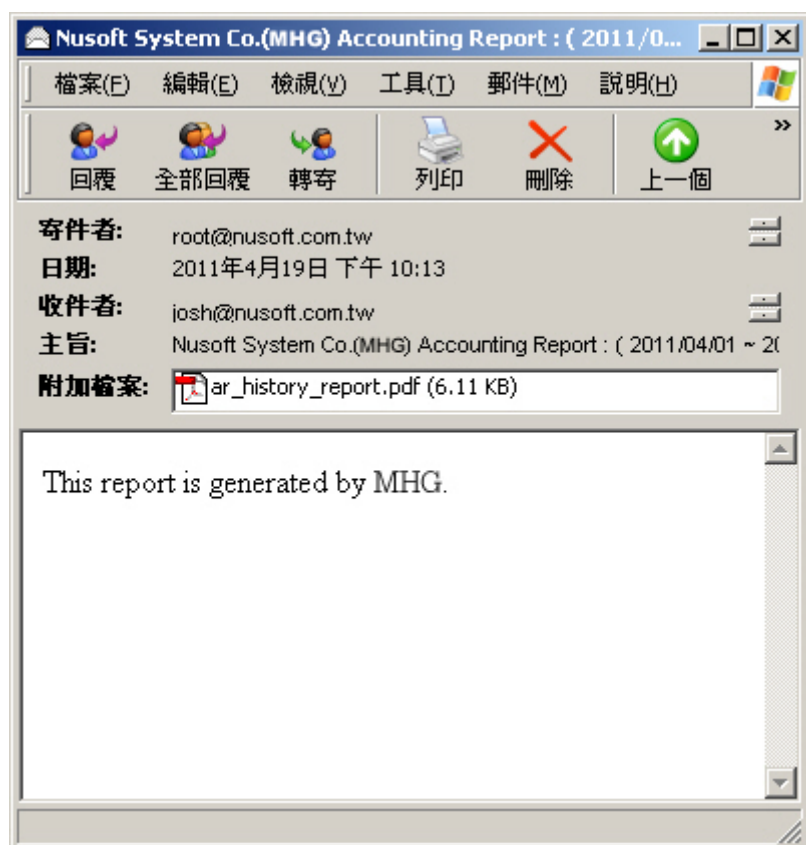 Nusoft System Co.(MHG) Accounting Report : ( 2011/0...
檔案(F) 編輯(E) 檢視(V) 工具(T) 郵件(M) 說明(H)
回覆 全部回覆 轉寄 列印 刪除 上一個 »
寄件者: root@nusoft.com.tw
日期: 2011年4月19日 下午 10:13
收件者: josh@nusoft.com.tw
主旨: Nusoft System Co.(MHG) Accounting Report : ( 2011/04/01 ~ 20
附加檔案: ar_history_report.pdf (6.11 KB)
This report is generated by MHG.